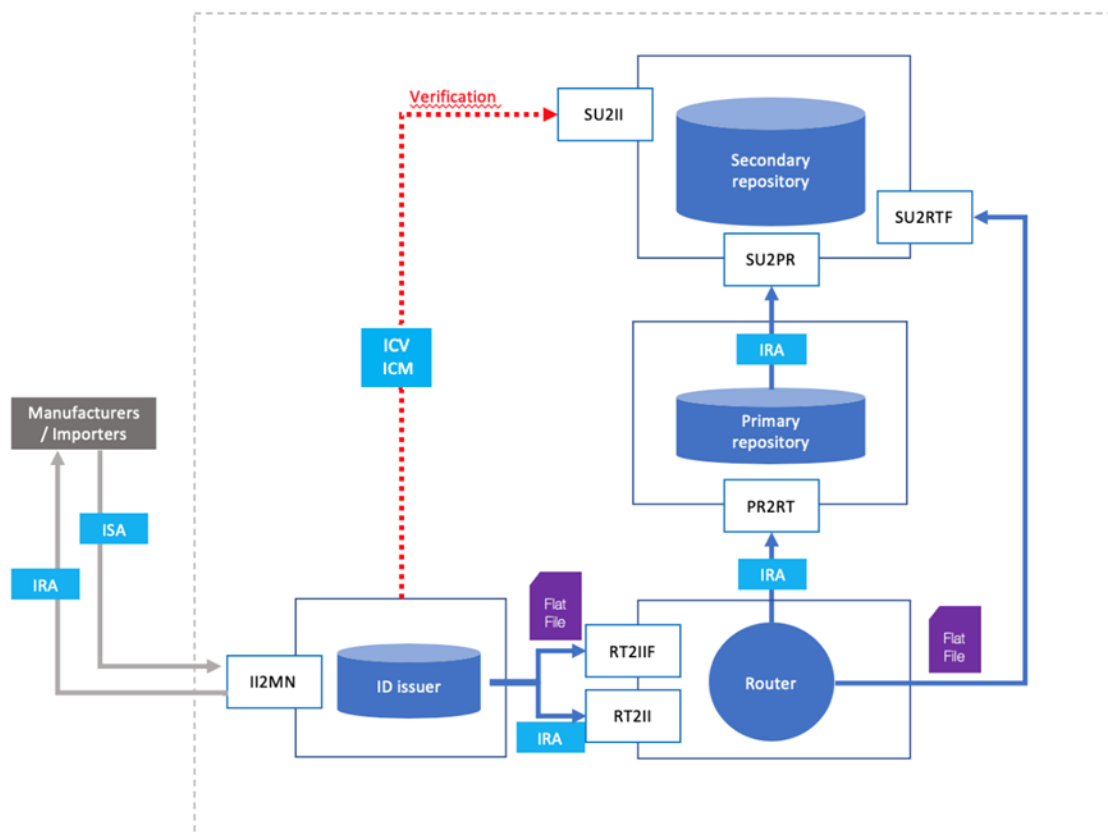 Verification
SU2II
Secondary
repository
SU2RTF
SU2PR
ICV
ICM
IRA
Manufacturers
/ Importers
Primary
repository
PR2RT
ISA
IRA
IRA
Flat
File
Flat
File
RT2IIF
II2MN
ID issuer
Router
RT2II
IRA